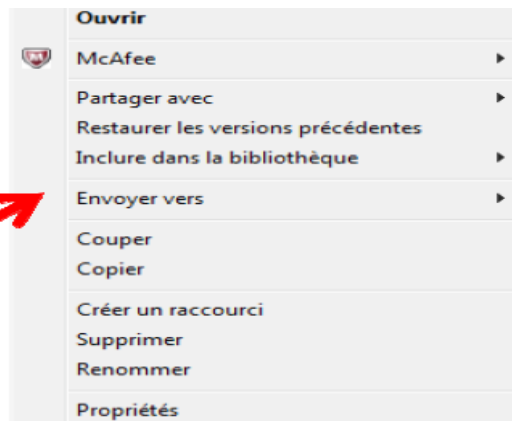 Ouvrir
McAfee
Partager avec
Restaurer les versions précédentes
Inclure dans la bibliothèque
Envoyer vers
Couper
Copier
Créer un raccourci
Supprimer
Renommer
Propriétés